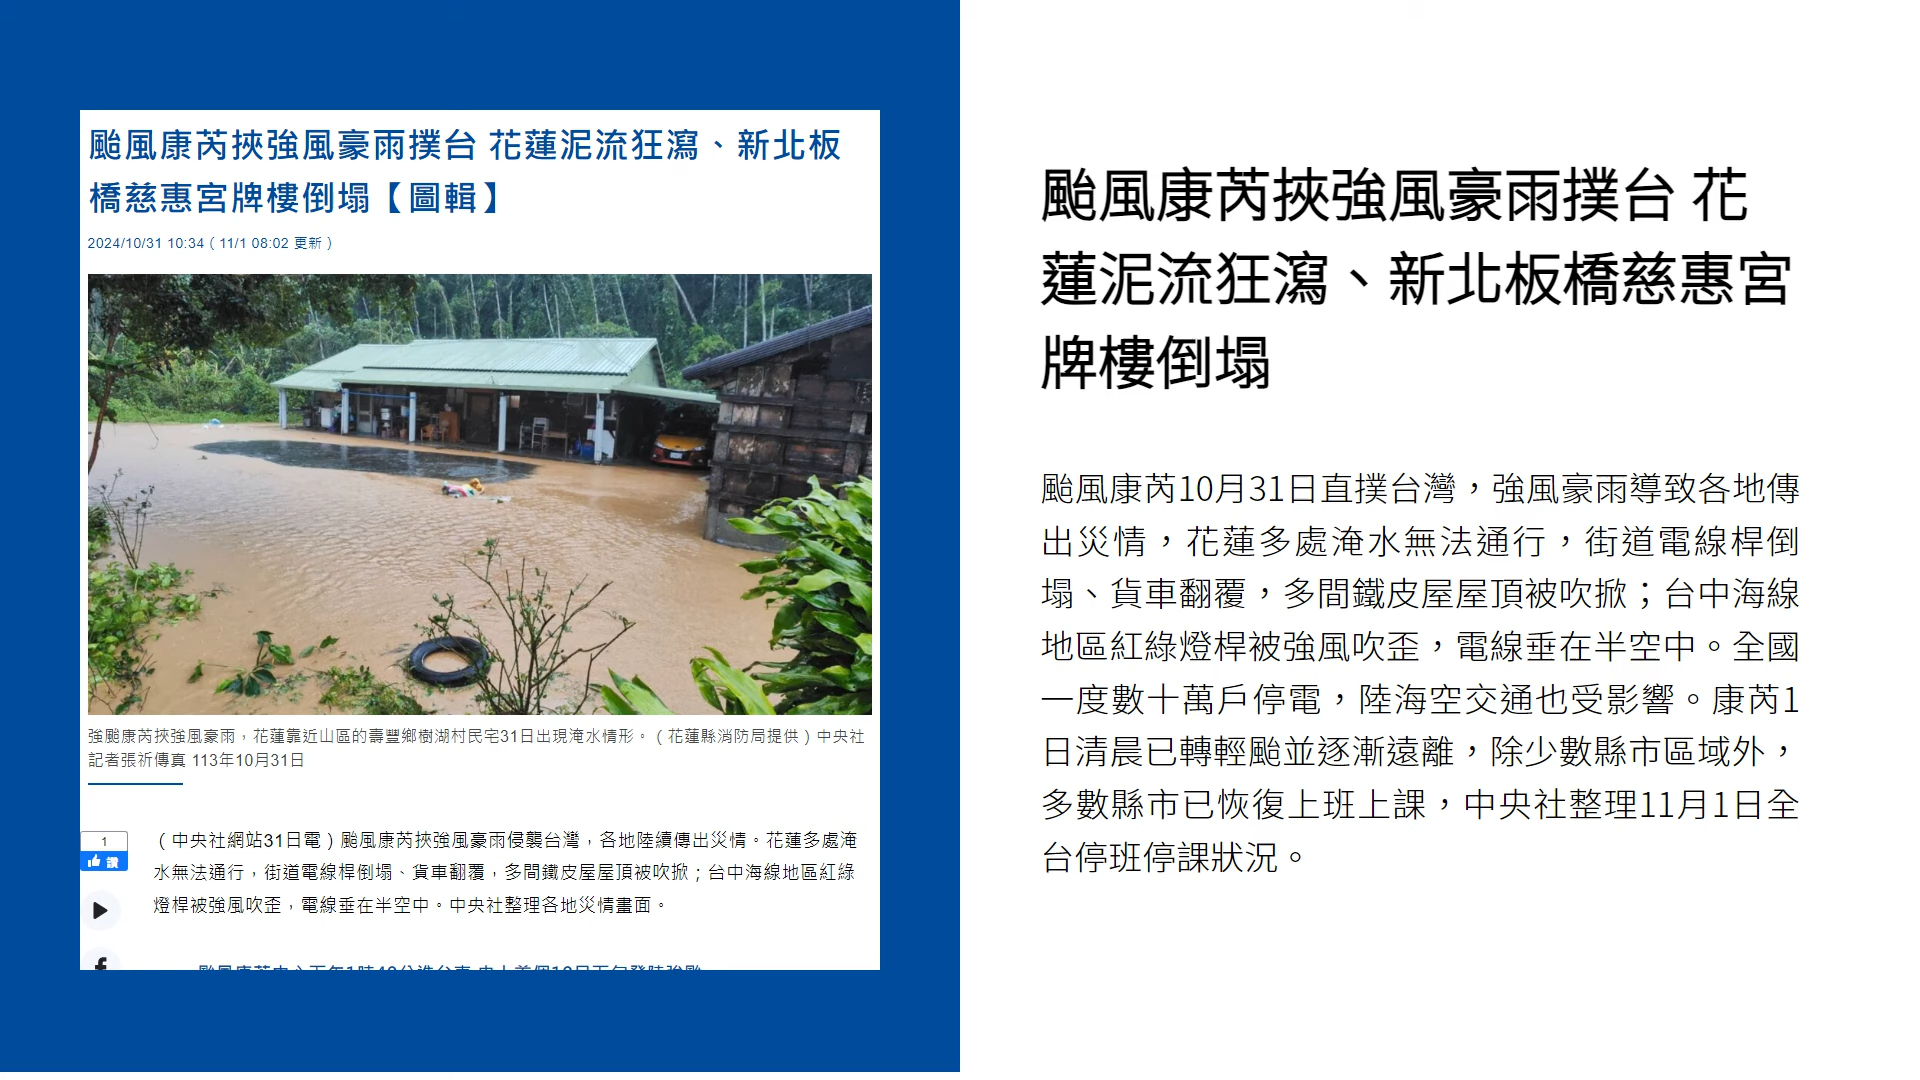 颱風康芮挾強風豪雨撲台 花蓮泥流狂瀉、新北板
橋慈惠宮牌樓倒塌【圖輯】
2024/10/31 10:34（11/1 08:02 更新）
強颱康芮挾強風豪雨，花蓮靠近山區的壽豐鄉樹湖村民宅31日出現淹水情形。（花蓮縣消防局提供）中央社
記者張祈傳真 113年10月31日
1
讚
（中央社網站31日電）颱風康芮挾強風豪雨侵襲台灣，各地陸續傳出災情。花蓮多處淹
水無法通行，街道電線桿倒塌、貨車翻覆，多間鐵皮屋屋頂被吹掀；台中海線地區紅綠
燈桿被強風吹歪，電線垂在半空中。中央社整理各地災情畫面。
颱風康芮挾強風豪雨撲台 花
蓮泥流狂瀉、新北板橋慈惠宮
牌樓倒塌
颱風康芮10月31日直撲台灣，強風豪雨導致各地傳
出災情，花蓮多處淹水無法通行，街道電線桿倒
塌、貨車翻覆，多間鐵皮屋屋頂被吹掀；台中海線
地區紅綠燈桿被強風吹歪，電線垂在半空中。全國
一度數十萬戶停電，陸海空交通也受影響。康芮1
日清晨已轉輕颱並逐漸遠離，除少數縣市區域外，
多數縣市已恢復上班上課，中央社整理11月1日全
台停班停課狀況。